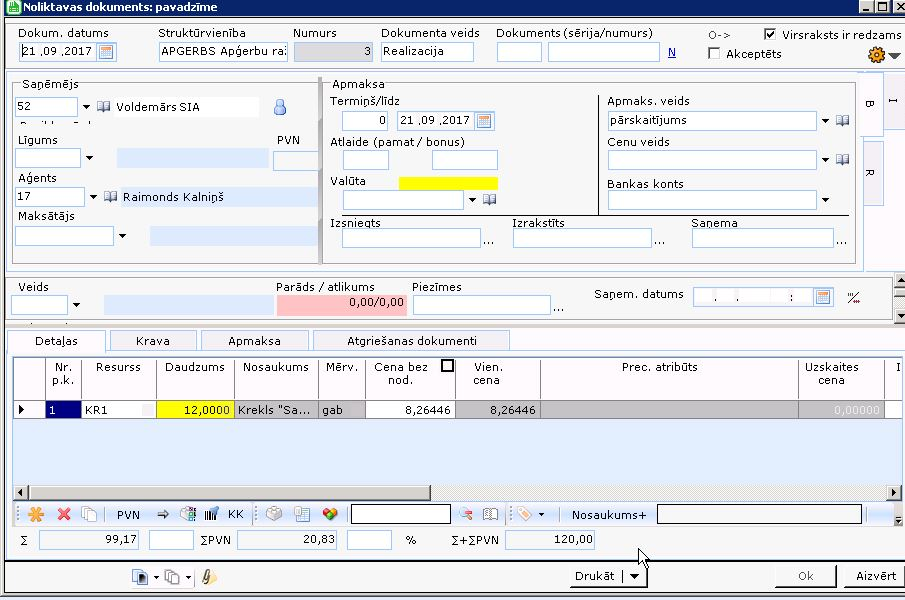 Noliktavas dokuments: pavadzīme
Dokum. datums Struktūrvienība Numurs Dokumenta veids Dokuments (sērija/numurs) O-> Virsraksts ir redzams
21 ,09 ,2017 APGERBS Apģerbu raž 3 Realizacija N Akceptēts
Saņēmējs
52 Voldemārs SIA
Līgums PVN
Aģents
17 Raimonds Kalniņš
Maksātājs
Apmaksa
Termiņš/līdz
0 21 ,09 ,2017
Atlaide (pamat / bonus)
Valūta
Apmaks. veids
pārskaitījums
Cenu veids
Bankas konts
Izsniegts Izrakstīts Saņema
... ... ...
B I
R
Veids Parāds / atlikums Piezīmes Saņem. datums
0,00/0,00 ... . . :
Detaļas Krava Apmaksa Atgriešanas dokumenti
Nr. p.k. Resurss Daudzums Nosaukums Mērv. Cena bez nod. Vien. cena Prec. atribūts Uzskaites cena I
1 KR1 12,0000 Krekls "Sa... gab 8,26446 8,26446 0,00000
PVN KK Nosaukums+
Σ 99,17 ΣPVN 20,83 % Σ+ΣPVN 120,00
Drukāt Ok Aizvērt